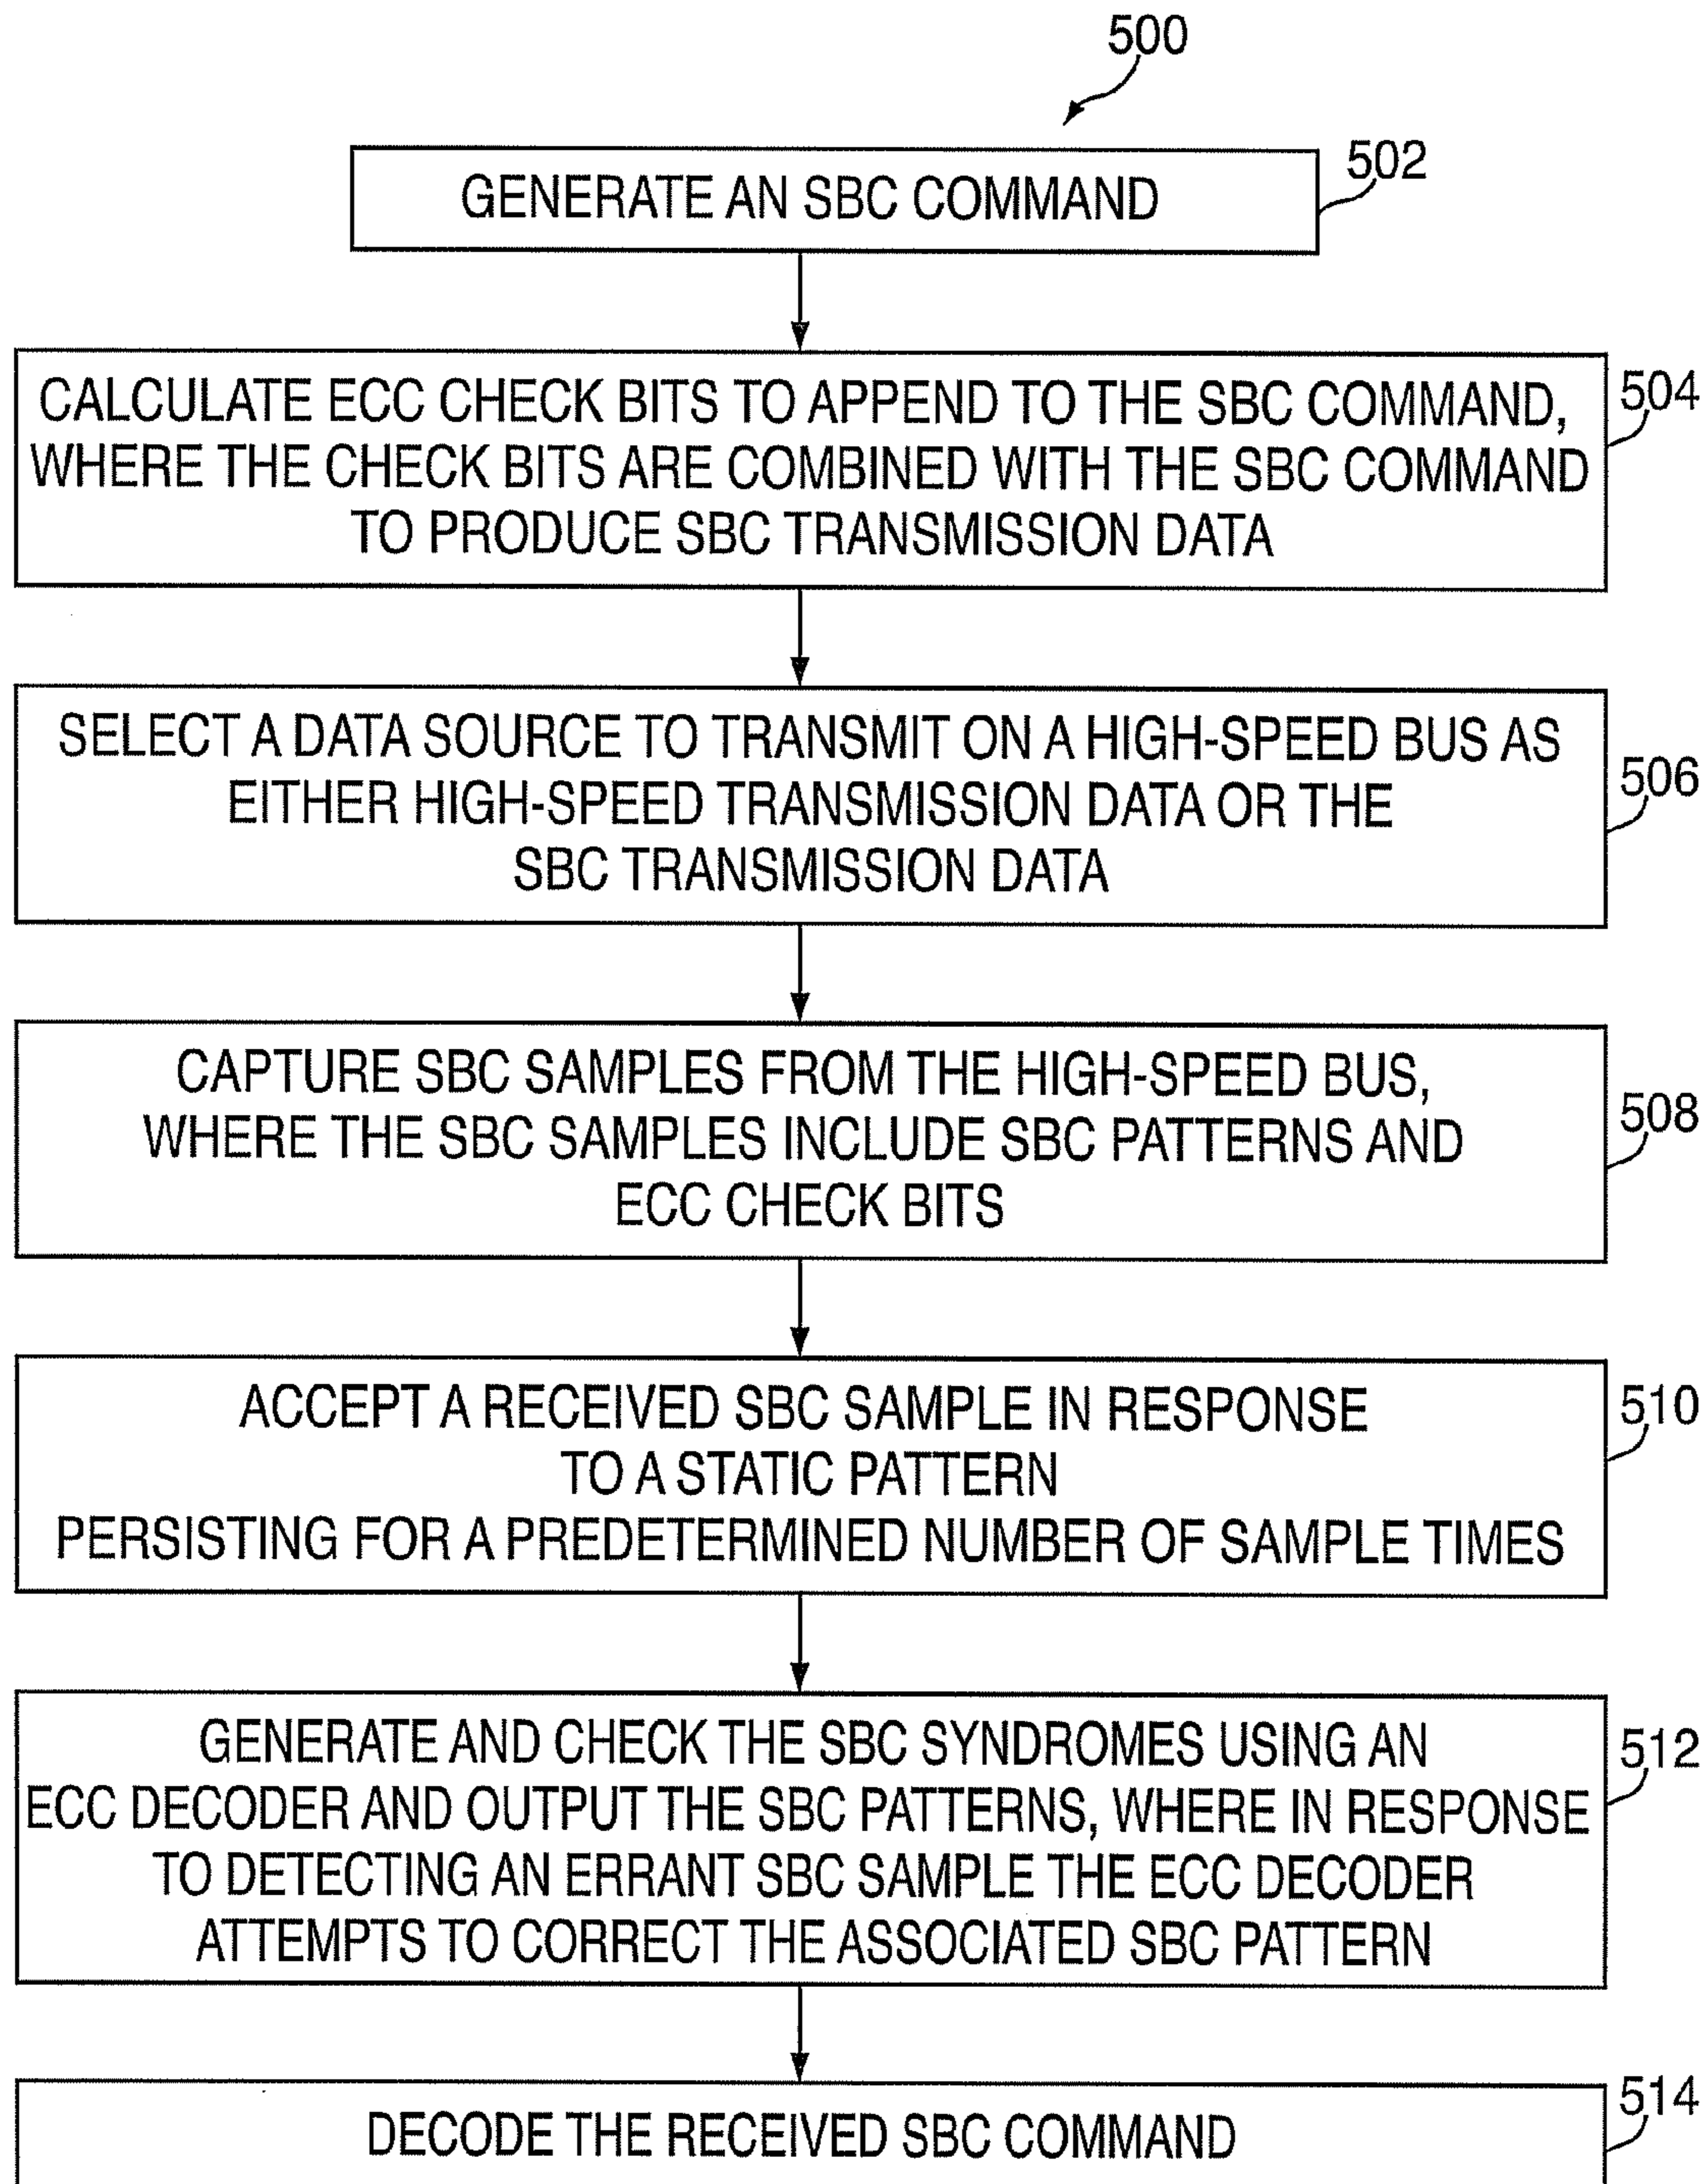 500
GENERATE AN SBC COMMAND
502
CALCULATE ECC CHECK BITS TO APPEND TO THE SBC COMMAND,
WHERE THE CHECK BITS ARE COMBINED WITH THE SBC COMMAND
TO PRODUCE SBC TRANSMISSION DATA
504
SELECT A DATA SOURCE TO TRANSMIT ON A HIGH-SPEED BUS AS
EITHER HIGH-SPEED TRANSMISSION DATA OR THE
SBC TRANSMISSION DATA
506
CAPTURE SBC SAMPLES FROM THE HIGH-SPEED BUS,
WHERE THE SBC SAMPLES INCLUDE SBC PATTERNS AND
ECC CHECK BITS
508
ACCEPT A RECEIVED SBC SAMPLE IN RESPONSE
TO A STATIC PATTERN
PERSISTING FOR A PREDETERMINED NUMBER OF SAMPLE TIMES
510
GENERATE AND CHECK THE SBC SYNDROMES USING AN
ECC DECODER AND OUTPUT THE SBC PATTERNS, WHERE IN RESPONSE
TO DETECTING AN ERRANT SBC SAMPLE THE ECC DECODER
ATTEMPTS TO CORRECT THE ASSOCIATED SBC PATTERN
512
DECODE THE RECEIVED SBC COMMAND
514